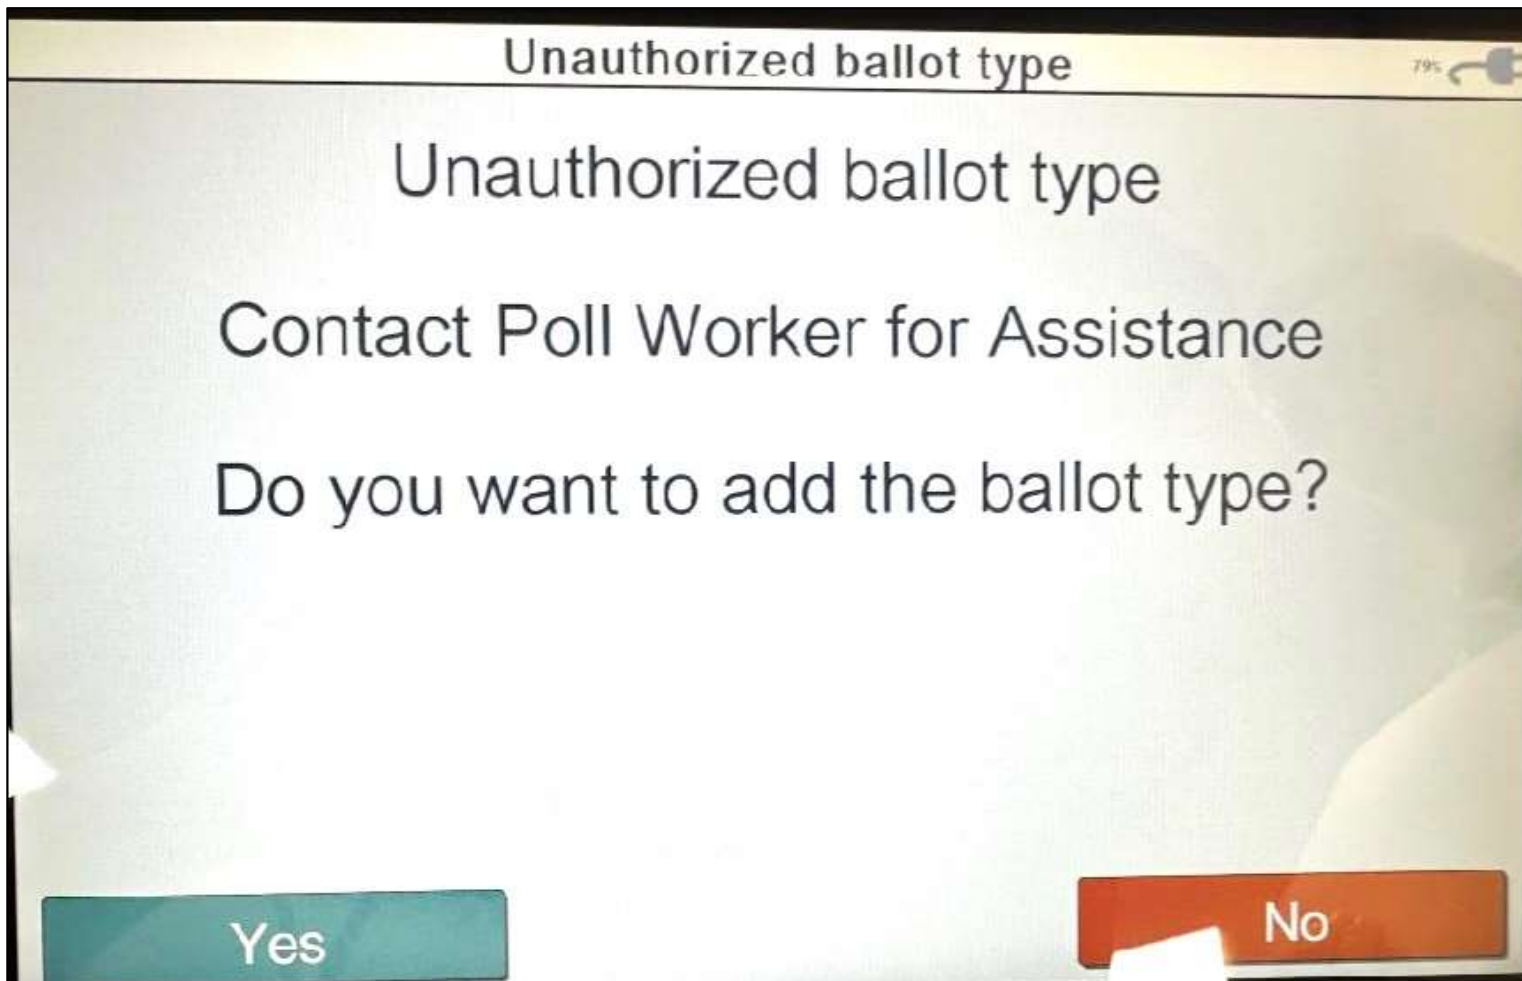 Unauthorized ballot type
79%
Unauthorized ballot type
Contact Poll Worker for Assistance
Do you want to add the ballot type?
Yes
No